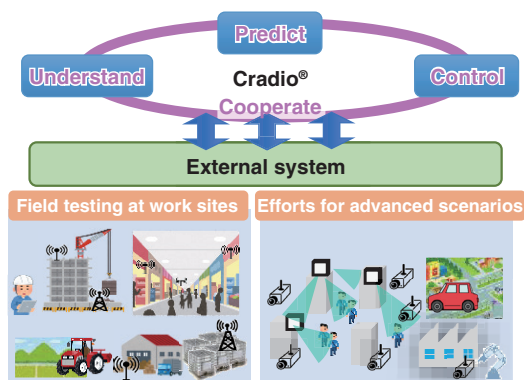 Predict
Understand
Control
Cradio®
Cooperate
External system
Field testing at work sites
Efforts for advanced scenarios